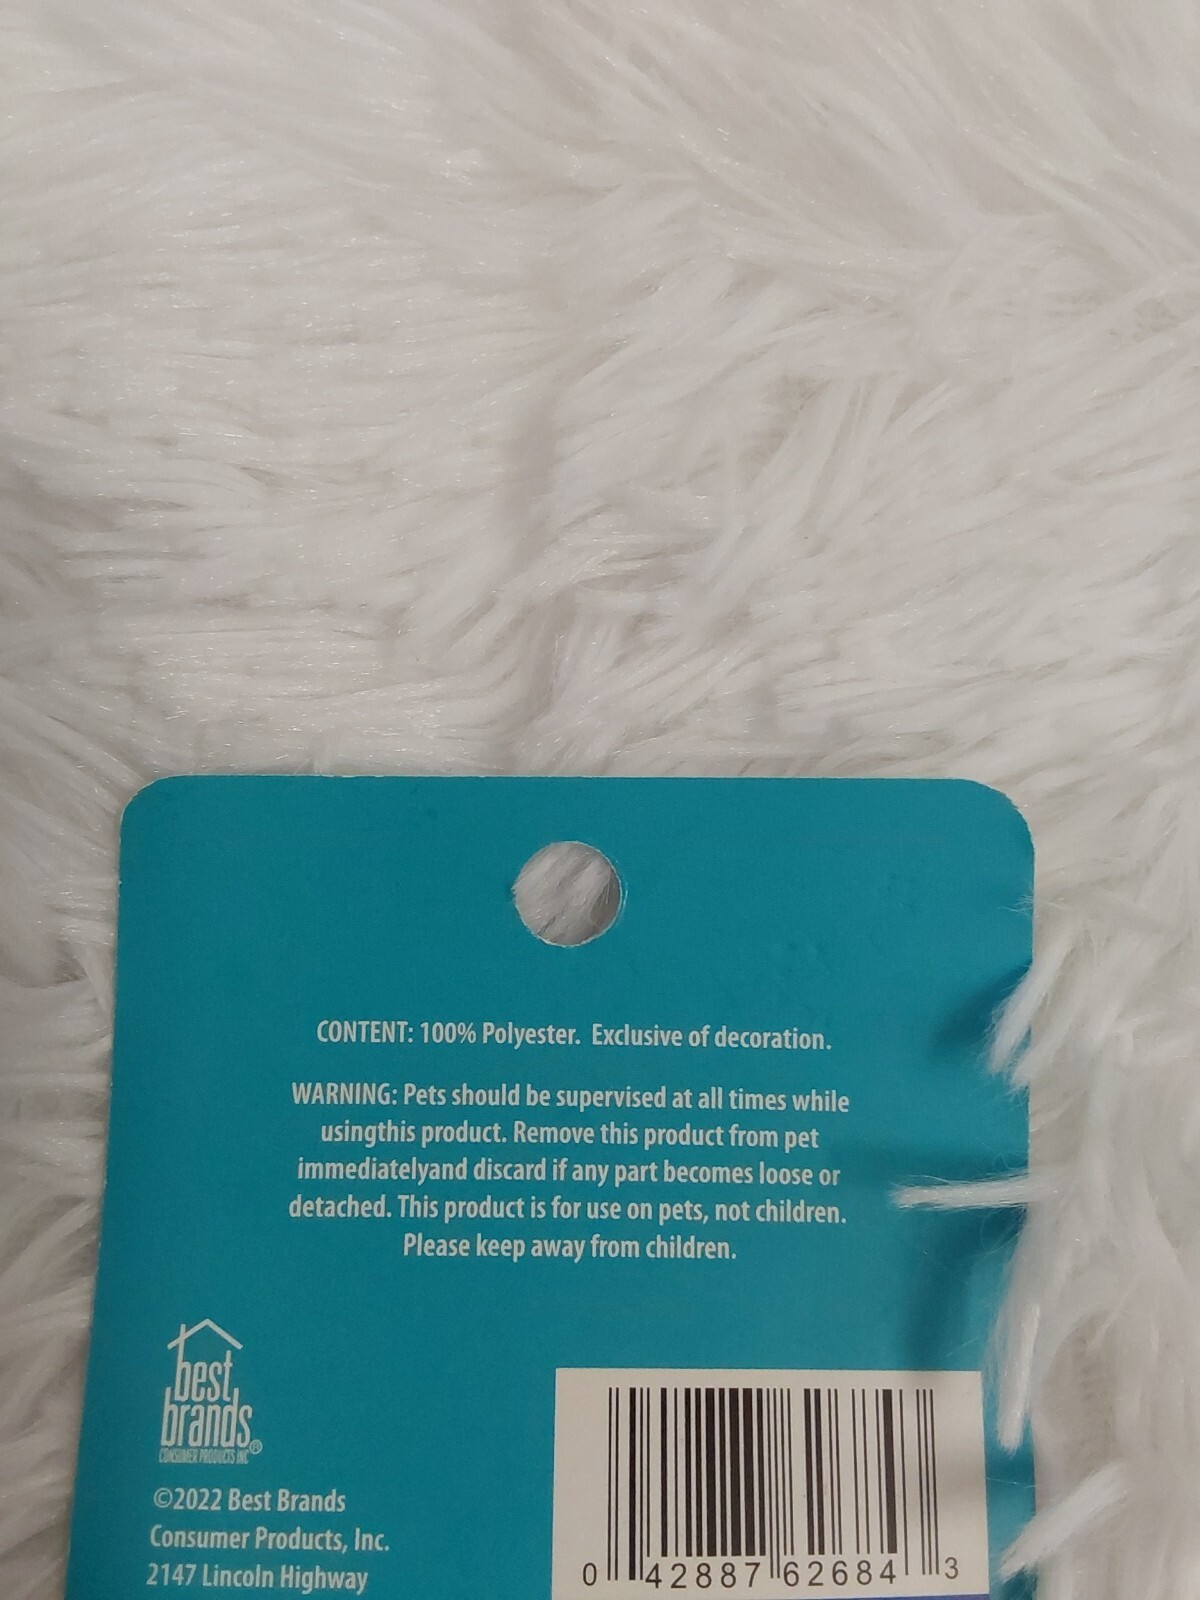 CONTENT: 100% Polyester. Exclusive of decoration.
WARNING: Pets should be supervised at all times while
usingthis product. Remove this product from pet
immediatelyand discard if any part becomes loose or
detached. This product is for use on pets, not children.
Please keep away from children.
best
brands®
CONSUMER PRODUCTS INC
©2022 Best Brands
Consumer Products, Inc.
2147 Lincoln Highway
0 42887 62684 3